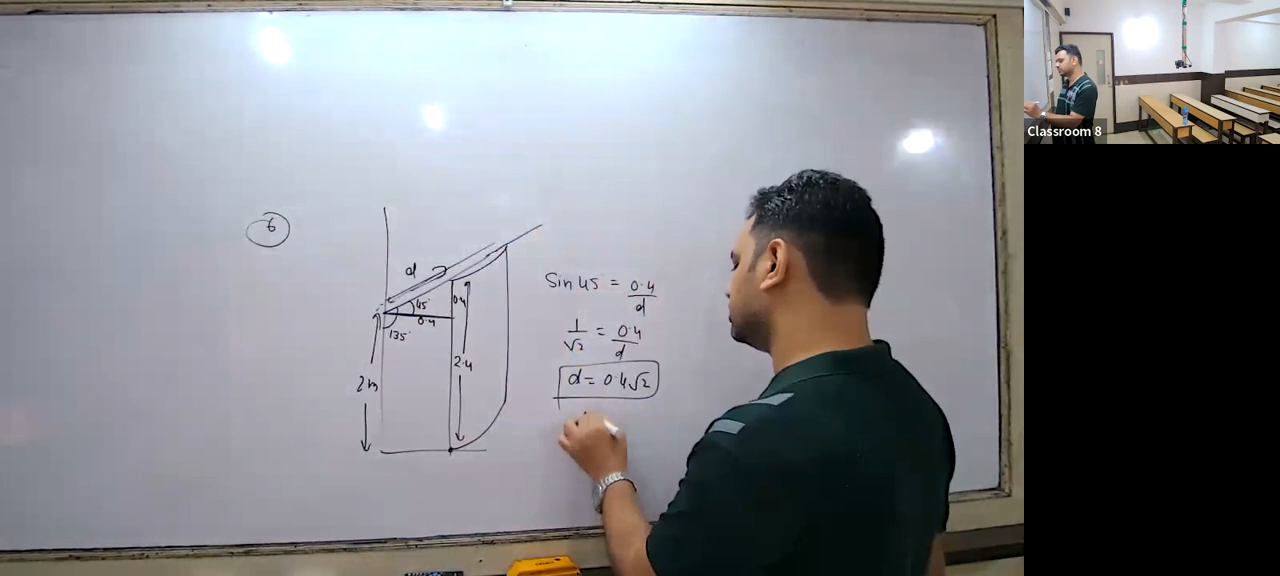 6
d
45°
0.4
0.4
135°
2.4
2m
Sin 45 = 0.4/d
1/√2 = 0.4/d
d = 0.4√2
Classroom 8